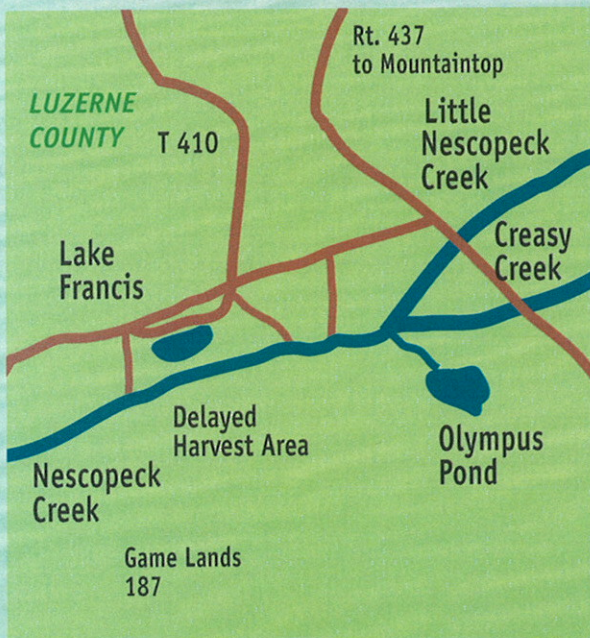 Rt. 437
to Mountaintop
LUZERNE
COUNTY
T 410
Little
Nescopeck
Creek
Creasy
Creek
Lake
Francis
Delayed
Harvest Area
Olympus
Pond
Nescopeck
Creek
Game Lands
187